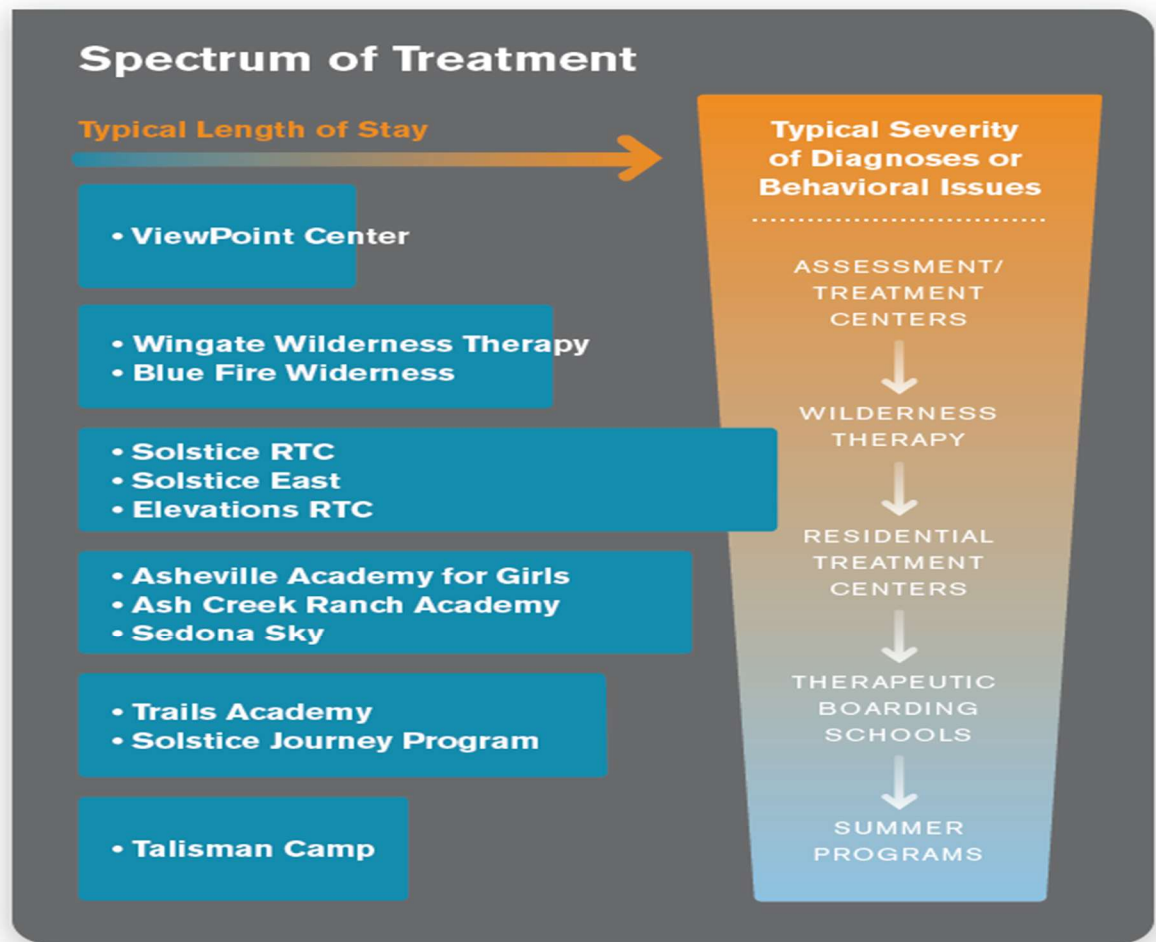 Spectrum of Treatment
Typical Length of Stay
• ViewPoint Center
• Wingate Wilderness Therapy
• Blue Fire Widerness
• Solstice RTC
• Solstice East
• Elevations RTC
• Asheville Academy for Girls
• Ash Creek Ranch Academy
• Sedona Sky
• Trails Academy
• Solstice Journey Program
• Talisman Camp
Typical Severity
of Diagnoses or
Behavioral Issues
ASSESSMENT/
TREATMENT
CENTERS
WILDERNESS
THERAPY
RESIDENTIAL
TREATMENT
CENTERS
THERAPEUTIC
BOARDING
SCHOOLS
SUMMER
PROGRAMS